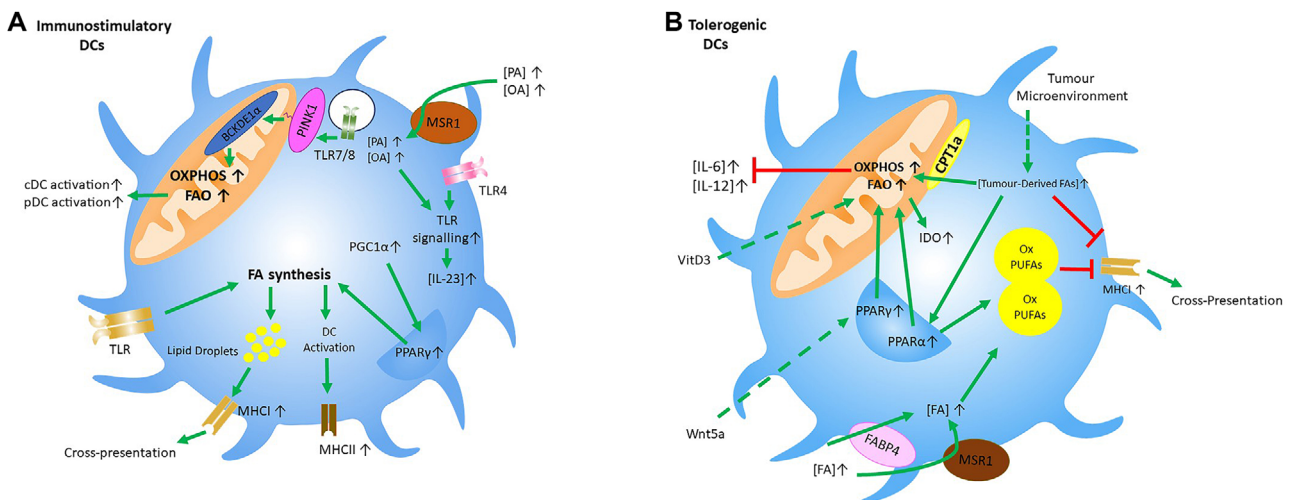 A
Immunostimulatory
DCs
BCKDE1α
PINK1
TLR7/8
MSR1
[PA] ↑
[OA] ↑
[PA] ↑
[OA] ↑
OXPHOS ↑
FAO ↑
cDC activation↑
pDC activation↑
TLR4
TLR
signalling↑
[IL-23]↑
PGC1α↑
FA synthesis
TLR
Lipid Droplets
DC
Activation
PPARγ↑
MHCI ↑
Cross-presentation
MHCII ↑
B
Tolerogenic
DCs
Tumour
Microenvironment
CPT1a
[IL-6]↑
[IL-12]↑
OXPHOS ↑
FAO ↑
[Tumour-Derived FAs]↑
IDO↑
VitD3
Ox
PUFAs
Ox
PUFAs
MHCI ↑
Cross-Presentation
PPARγ↑
PPARα↑
Wnt5a
[FA] ↑
FABP4
MSR1
[FA]↑